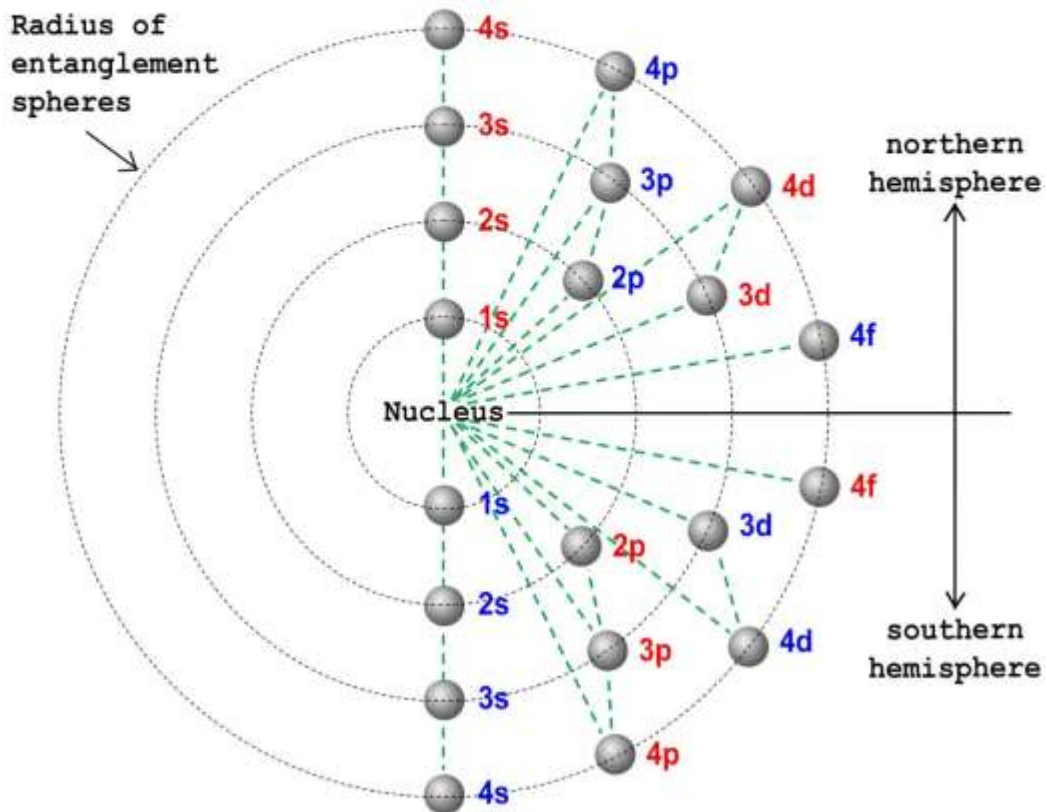 Radius of
entanglement
spheres
4s
4p
3s
northern
hemisphere
3p
4d
2s
2p
3d
1s
4f
Nucleus
4f
1s
3d
2p
2s
southern
hemisphere
4d
3p
3s
4p
4s